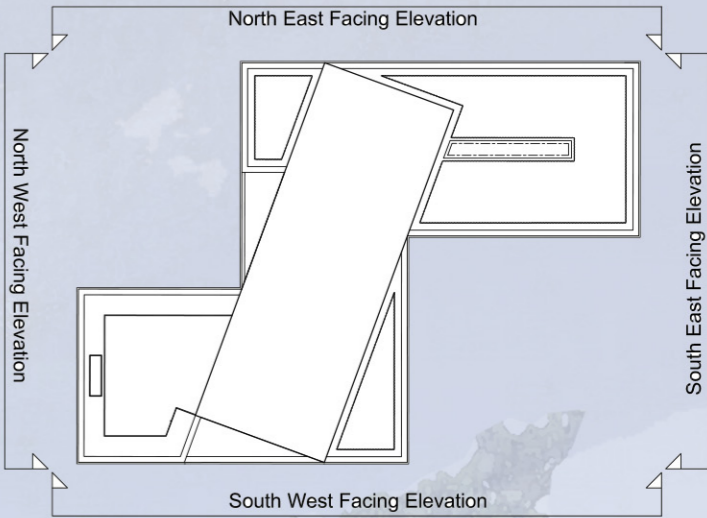 North East Facing Elevation
North West Facing Elevation
South East Facing Elevation
South West Facing Elevation